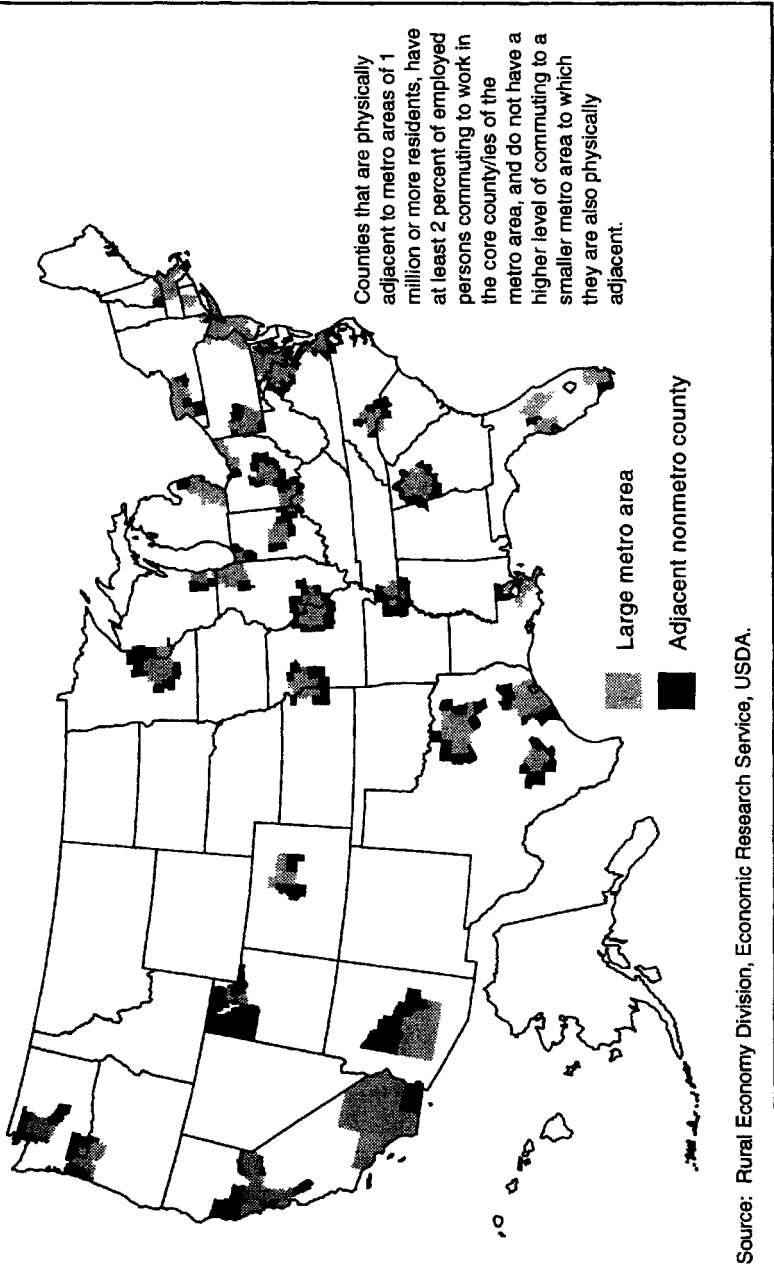 Counties that are physically
adjacent to metro areas of 1
million or more residents, have
at least 2 percent of employed
persons commuting to work in
the core county/ies of the
metro area, and do not have a
higher level of commuting to a
smaller metro area to which
they are also physically
adjacent.
Large metro area
Adjacent nonmetro county
Source: Rural Economy Division, Economic Research Service, USDA.